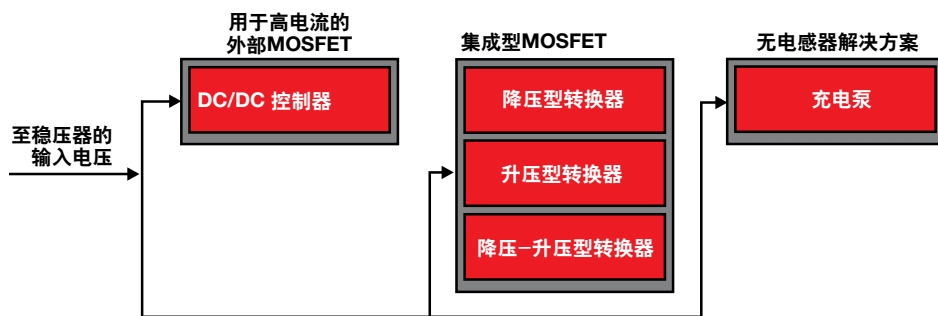 用于高电流的
外部MOSFET
DC/DC 控制器
至稳压器的
输入电压
集成型MOSFET
降压型转换器
升压型转换器
降压-升压型转换器
无电感器解决方案
充电泵